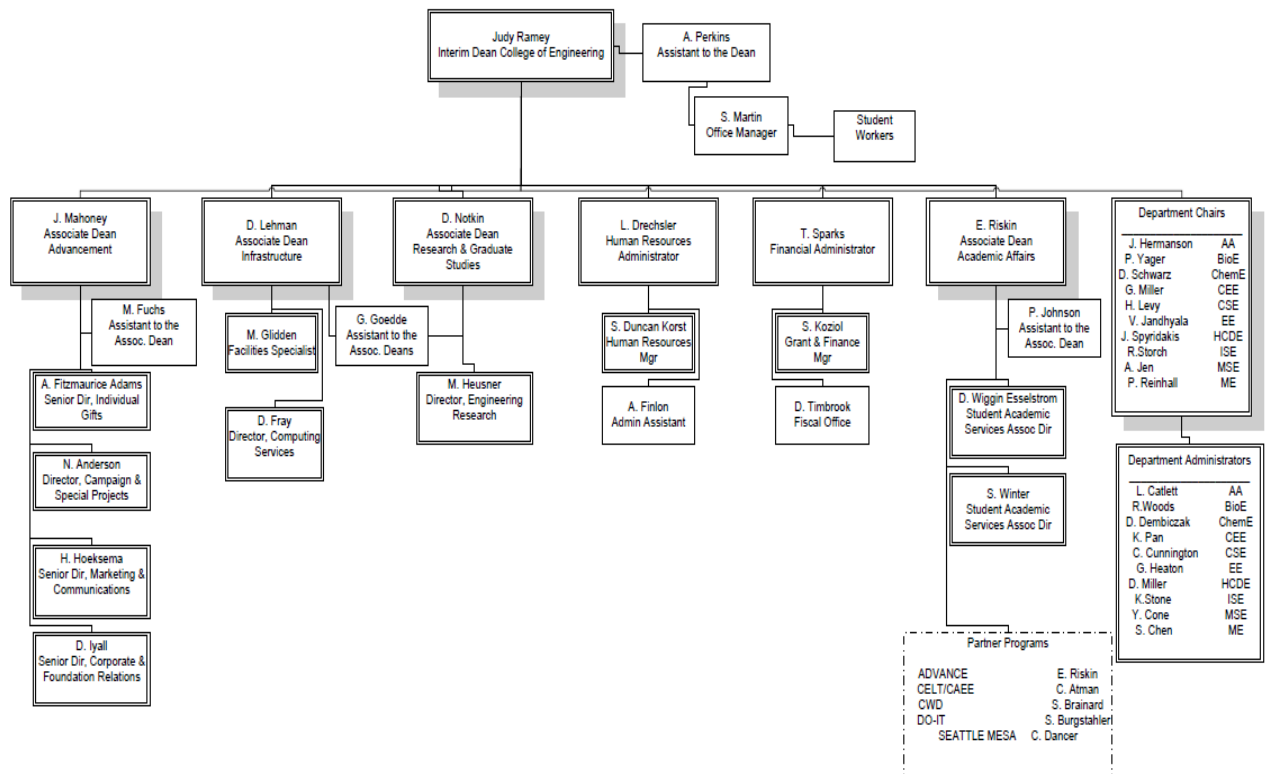 Judy Ramey
Interim Dean College of Engineering
A. Perkins
Assistant to the Dean
S. Martin
Office Manager
Student
Workers
J. Mahoney
Associate Dean
Advancement
D. Lehman
Associate Dean
Infrastructure
D. Notkin
Associate Dean
Research & Graduate
Studies
L. Drechsler
Human Resources
Administrator
T. Sparks
Financial Administrator
E. Riskin
Associate Dean
Academic Affairs
Department Chairs
J. Hermanson AA
P. Yager BioE
D. Schwarz ChemE
G. Miller CEE
H. Levy CSE
V. Jandhyala EE
J. Spyridakis HCDE
R.Storch ISE
A. Jen MSE
P. Reinhall ME
M. Fuchs
Assistant to the
Assoc. Dean
M. Glidden
Facilities Specialist
G. Goedde
Assistant to the
Assoc. Deans
S. Duncan Korst
Human Resources
Mgr
S. Koziol
Grant & Finance
Mgr
P. Johnson
Assistant to the
Assoc. Dean
A. Fitzmaurice Adams
Senior Dir, Individual
Gifts
D. Fray
Director, Computing
Services
M. Heusner
Director, Engineering
Research
A. Finlon
Admin Assistant
D. Timbrook
Fiscal Office
D. Wiggin Esselstrom
Student Academic
Services Assoc Dir
N. Anderson
Director, Campaign &
Special Projects
S. Winter
Student Academic
Services Assoc Dir
Department Administrators
L. Catlett AA
R.Woods BioE
D. Dembiczak ChemE
K. Pan CEE
C. Cunnington CSE
G. Heaton EE
D. Miller HCDE
K.Stone ISE
Y. Cone MSE
S. Chen ME
H. Hoeksema
Senior Dir, Marketing &
Communications
D. Iyall
Senior Dir, Corporate &
Foundation Relations
Partner Programs
ADVANCE E. Riskin
CELT/CAEE C. Atman
CWD S. Brainard
DO-IT S. Burgstahler
SEATTLE MESA C. Dancer